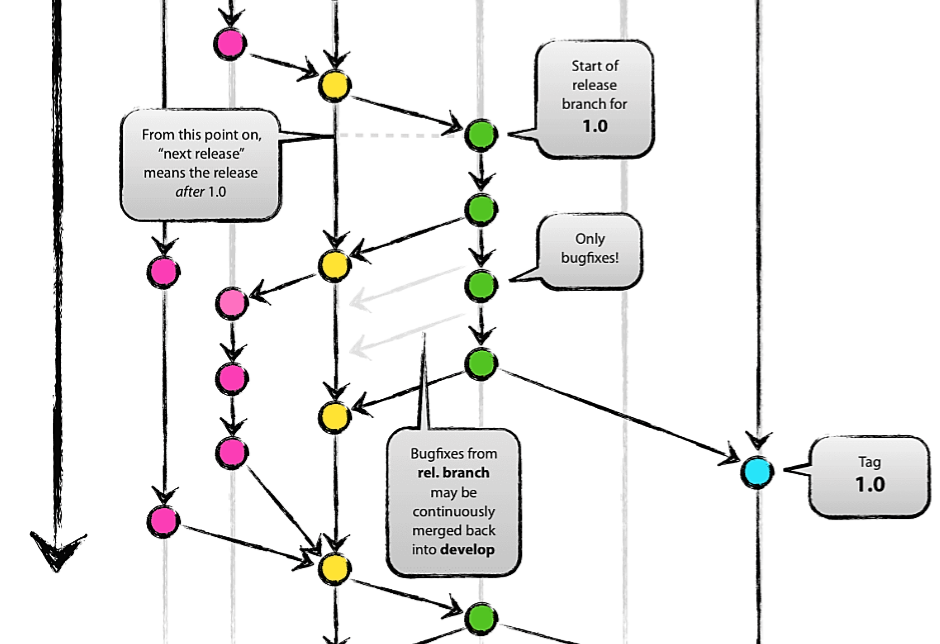 Start of
release
branch for
1.0
From this point on,
“next release”
means the release
after 1.0
Only
bugfixes!
Bugfixes from
rel. branch
may be
continuously
merged back
into develop
Tag
1.0